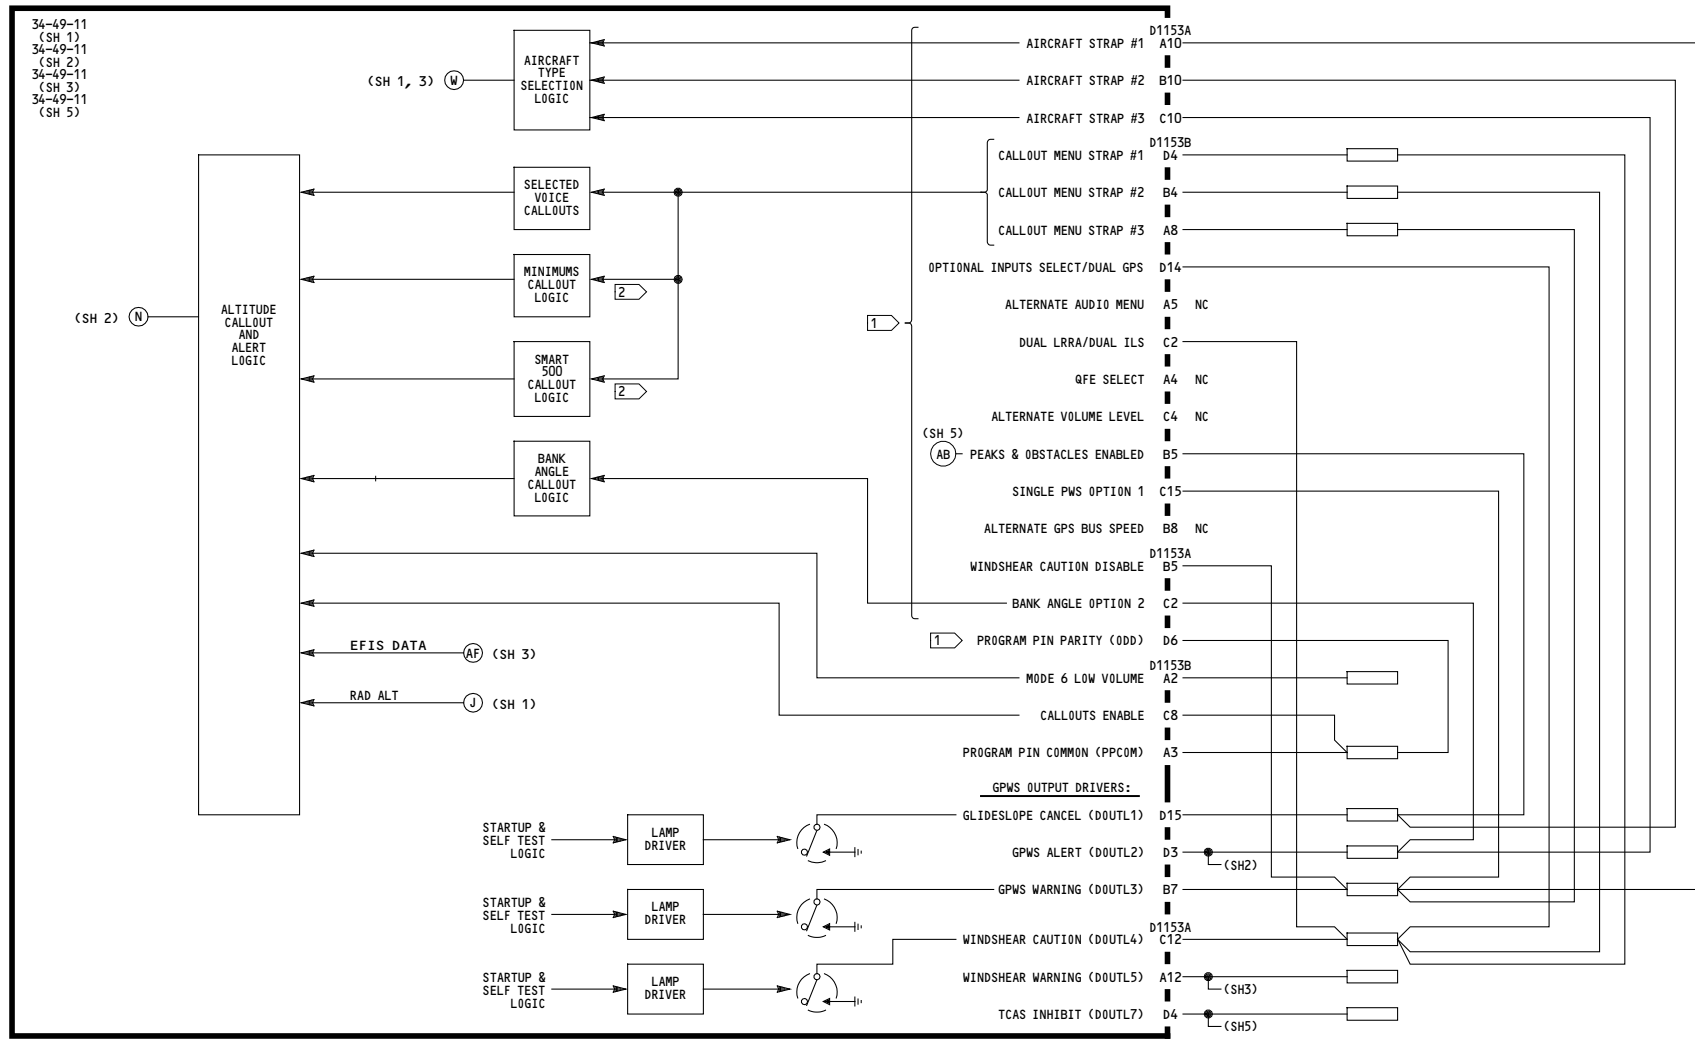 34-49-11
(SH 1)
34-49-11
(SH 2)
34-49-11
(SH 3)
34-49-11
(SH 5)
(SH 1, 3) W
AIRCRAFT
TYPE
SELECTION
LOGIC
SELECTED
VOICE
CALLOUTS
MINIMUMS
CALLOUT
LOGIC
2
SMART
500
CALLOUT
LOGIC
2
BANK
ANGLE
CALLOUT
LOGIC
(SH 2) N
ALTITUDE
CALLOUT
AND
ALERT
LOGIC
EFIS DATA AF (SH 3)
RAD ALT J (SH 1)
1
D1153A
AIRCRAFT STRAP #1 A10
AIRCRAFT STRAP #2 B10
AIRCRAFT STRAP #3 C10
D1153B
CALLOUT MENU STRAP #1 D4
CALLOUT MENU STRAP #2 B4
CALLOUT MENU STRAP #3 A8
OPTIONAL INPUTS SELECT/DUAL GPS D14
ALTERNATE AUDIO MENU A5 NC
DUAL LRRA/DUAL ILS C2
QFE SELECT A4 NC
ALTERNATE VOLUME LEVEL C4 NC
(SH 5)
AB PEAKS & OBSTACLES ENABLED B5
SINGLE PWS OPTION 1 C15
ALTERNATE GPS BUS SPEED B8 NC
D1153A
WINDSHEAR CAUTION DISABLE B5
BANK ANGLE OPTION 2 C2
1 PROGRAM PIN PARITY (ODD) D6
D1153B
MODE 6 LOW VOLUME A2
CALLOUTS ENABLE C8
PROGRAM PIN COMMON (PPCOM) A3
GPWS OUTPUT DRIVERS:
GLIDESLOPE CANCEL (DOUTL1) D15
STARTUP &
SELF TEST
LOGIC
LAMP
DRIVER
GPWS ALERT (DOUTL2) D3
(SH2)
GPWS WARNING (DOUTL3) B7
STARTUP &
SELF TEST
LOGIC
LAMP
DRIVER
D1153A
WINDSHEAR CAUTION (DOUTL4) C12
WINDSHEAR WARNING (DOUTL5) A12
(SH3)
STARTUP &
SELF TEST
LOGIC
LAMP
DRIVER
TCAS INHIBIT (DOUTL7) D4
(SH5)